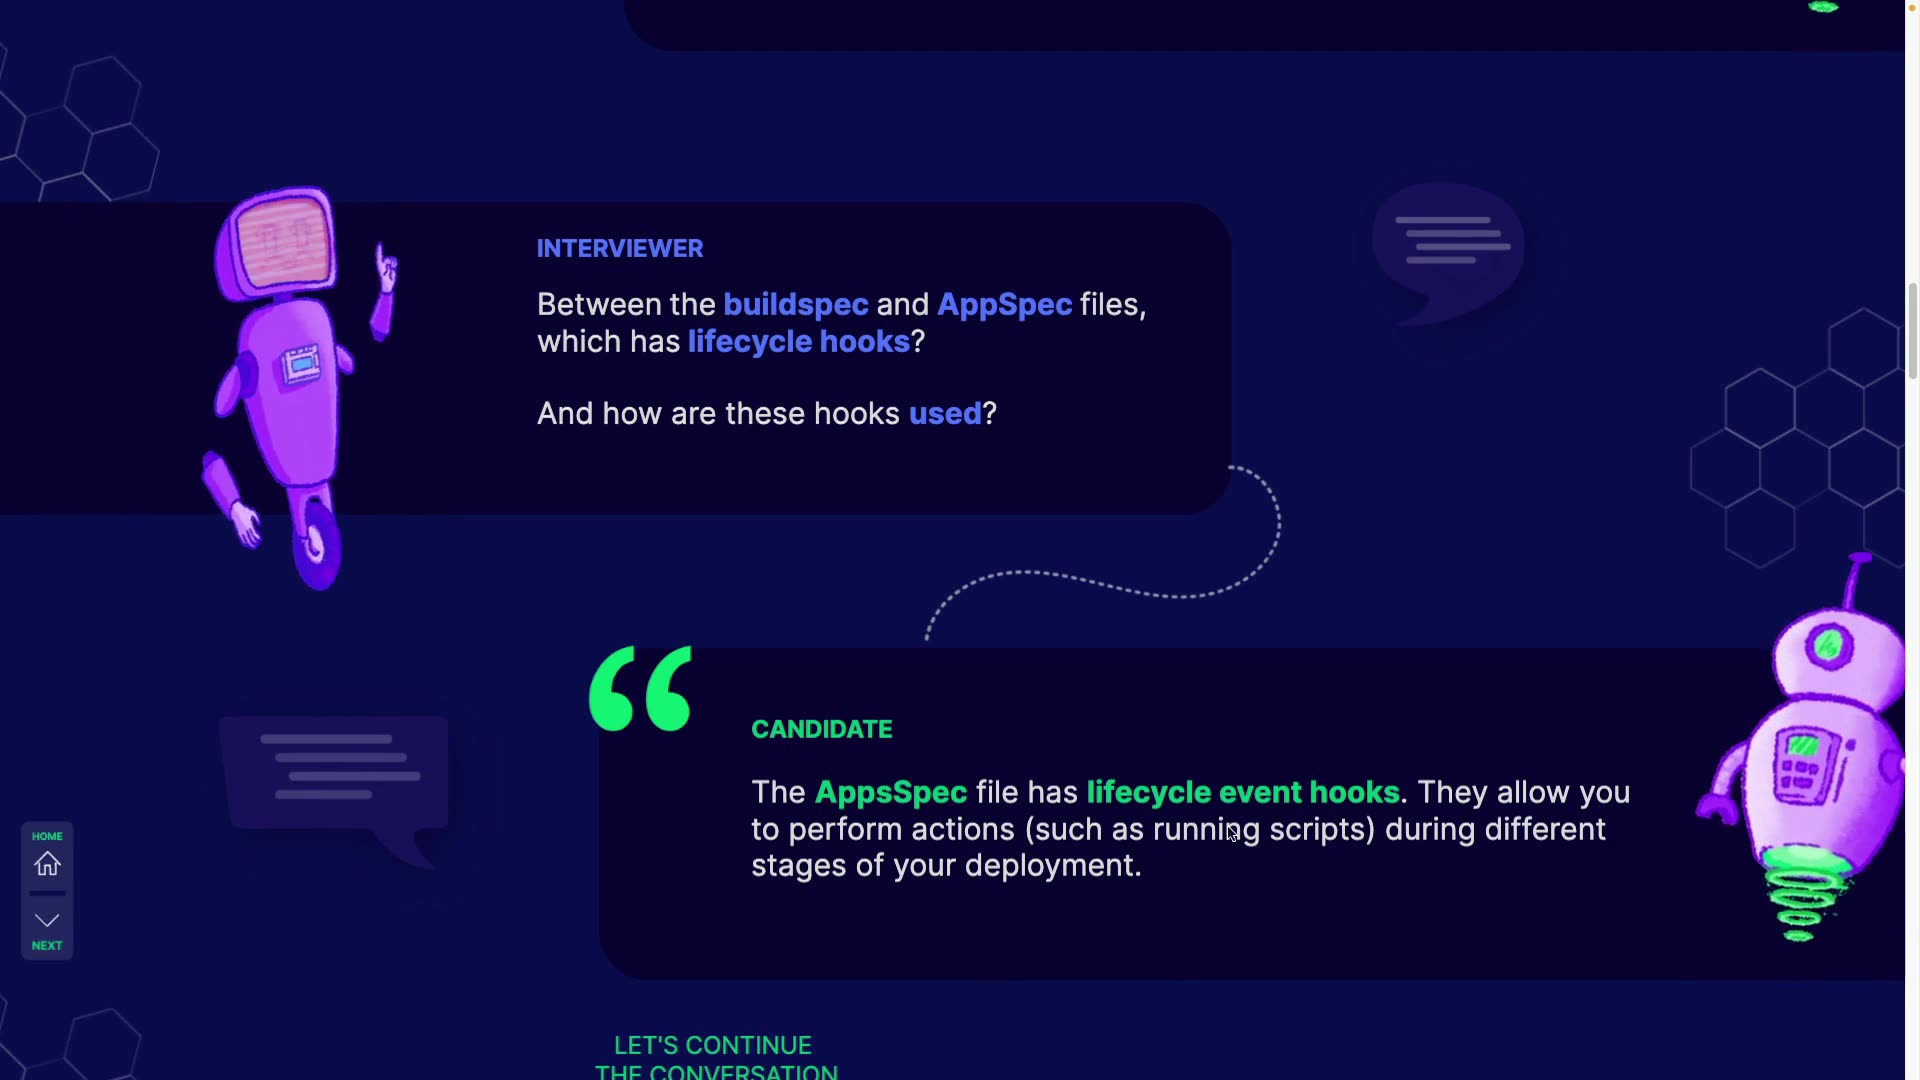 INTERVIEWER
Between the buildspec and AppSpec files,
which has lifecycle hooks?
And how are these hooks used?
CANDIDATE
The AppsSpec file has lifecycle event hooks. They allow you
to perform actions (such as running scripts) during different
stages of your deployment.
HOME
NEXT
LET'S CONTINUE
THE CONVERSATION